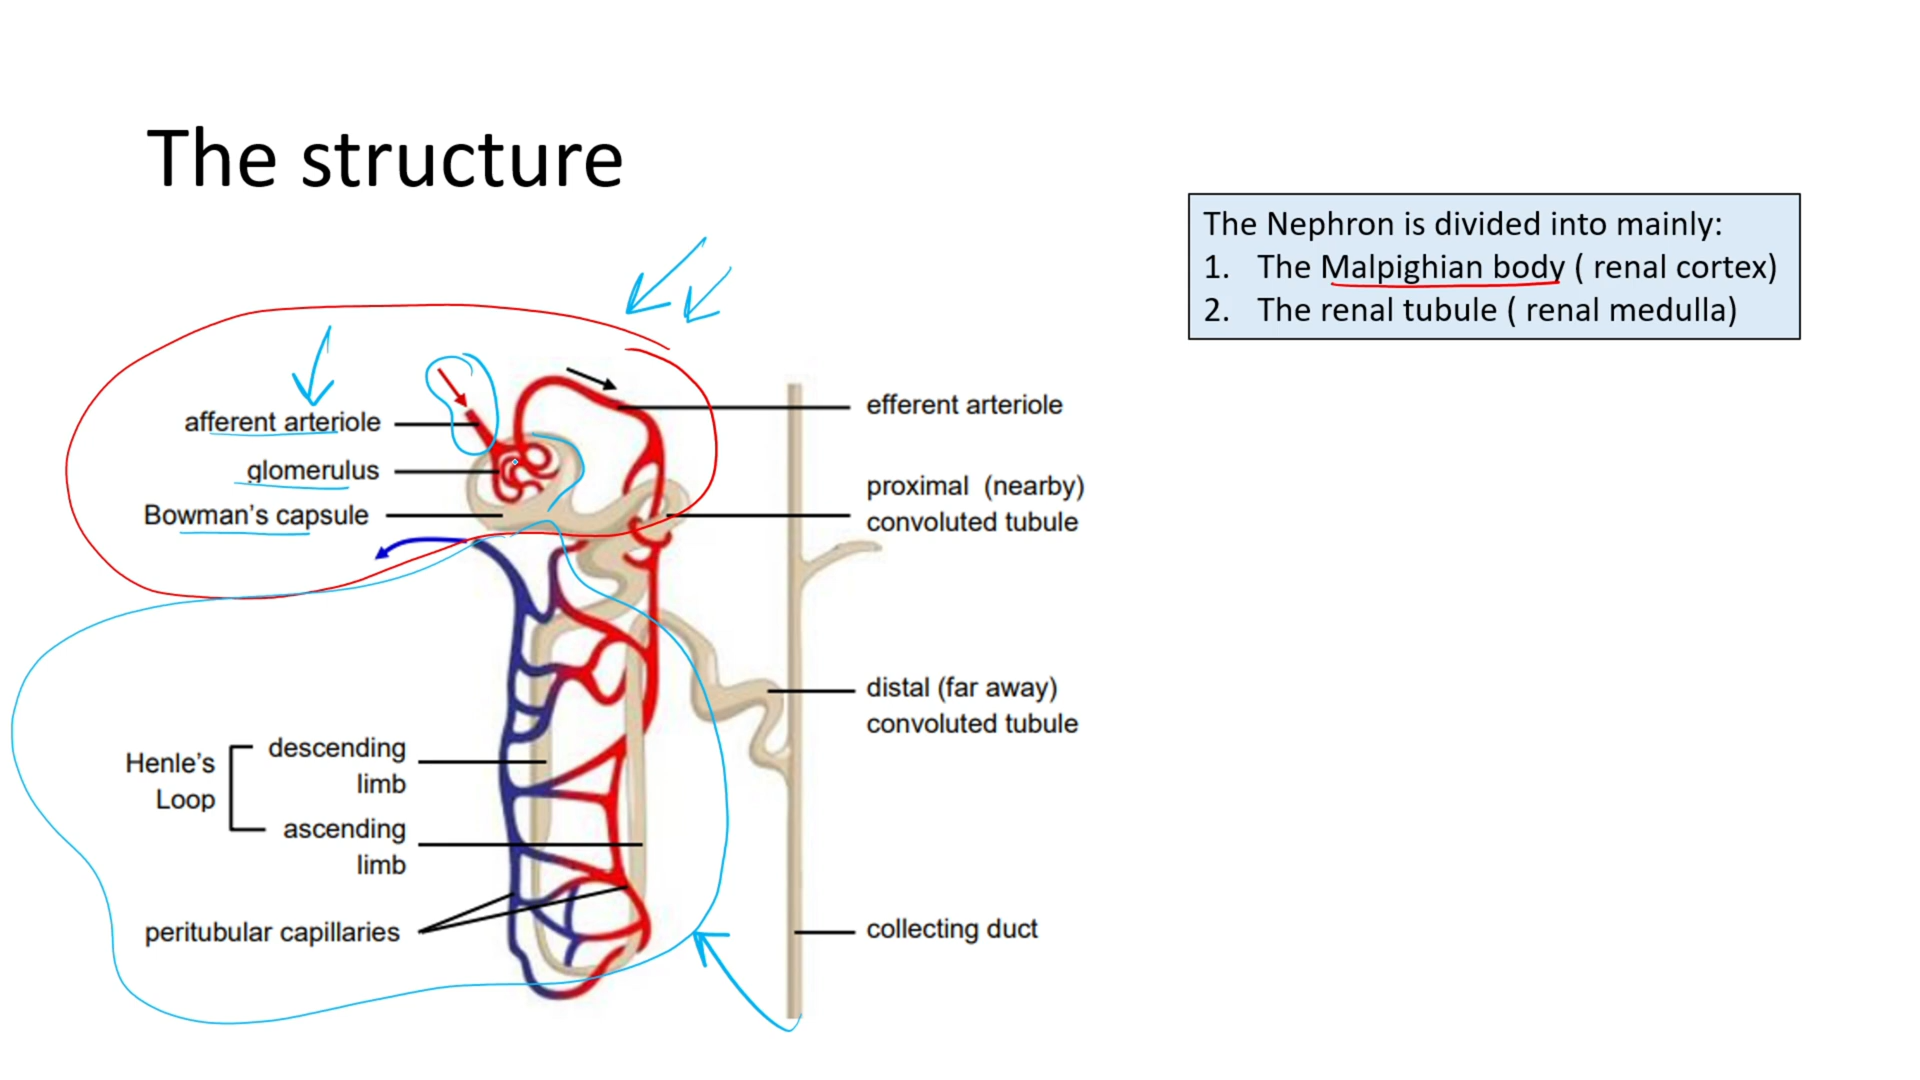 The structure
The Nephron is divided into mainly:
1. The Malpighian body ( renal cortex)
2. The renal tubule ( renal medulla)
afferent arteriole
glomerulus
Bowman's capsule
efferent arteriole
proximal (nearby)
convoluted tubule
distal (far away)
convoluted tubule
Henle's
Loop
descending
limb
ascending
limb
peritubular capillaries
collecting duct